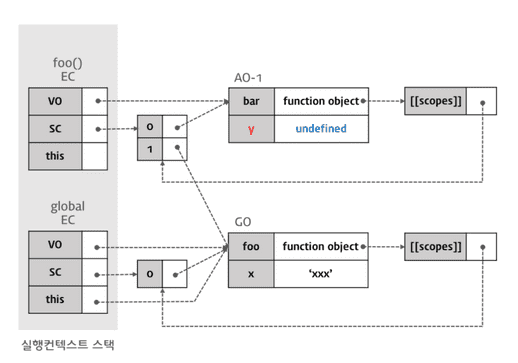 foo()
EC
AO-1
VO
bar
function object
[[scopes]]
SC
0
y
undefined
this
1
global
EC
GO
VO
foo
function object
[[scopes]]
SC
0
x
‘xxx’
this
실행컨텍스트 스택